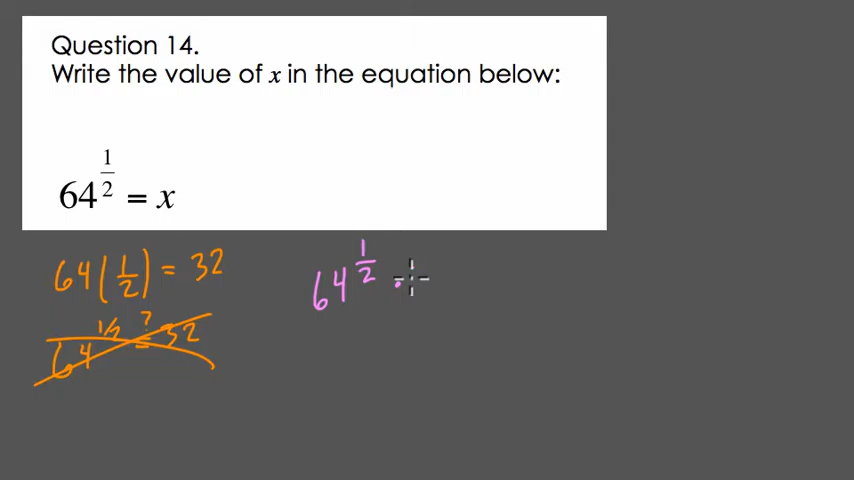 Question 14.
Write the value of x in the equation below:
64^{1/2} = x
64(1/2) = 32
64^{1/2} ?= 32
64^{1/2} ·